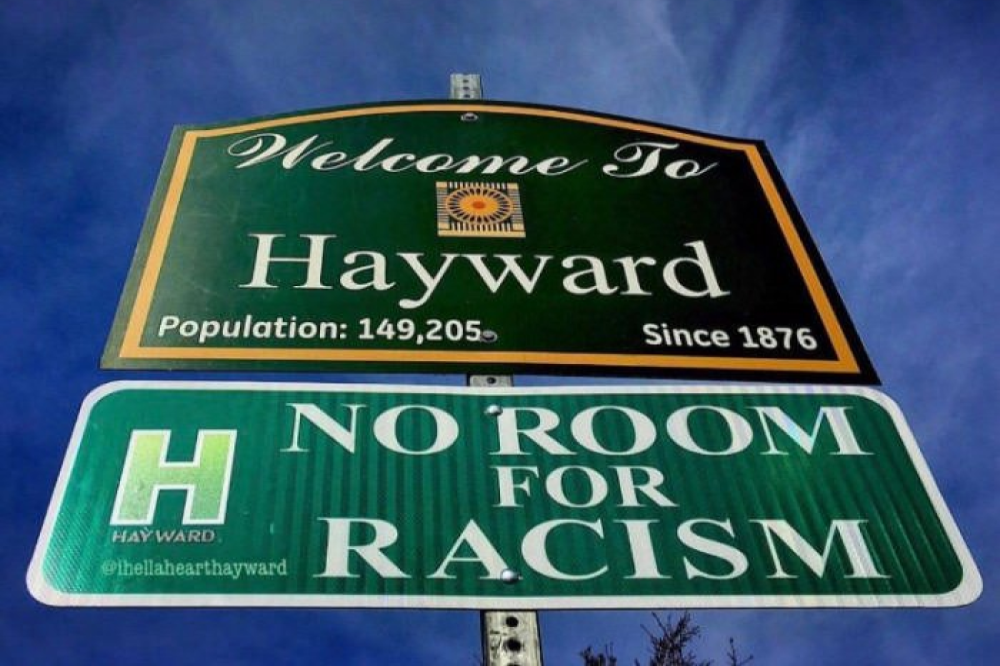 Welcome To
Hayward
Population: 149,205
Since 1876
NO ROOM
FOR
RACISM
H
HAYWARD
@ihellahearthayward